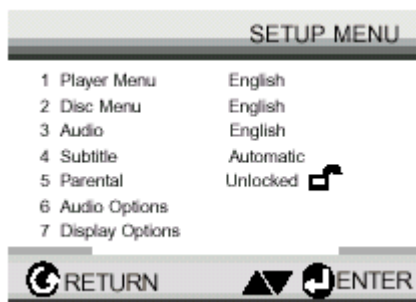 SETUP MENU
1 Player Menu English
2 Disc Menu English
3 Audio English
4 Subtitle Automatic
5 Parental Unlocked
6 Audio Options
7 Display Options
RETURN ENTER